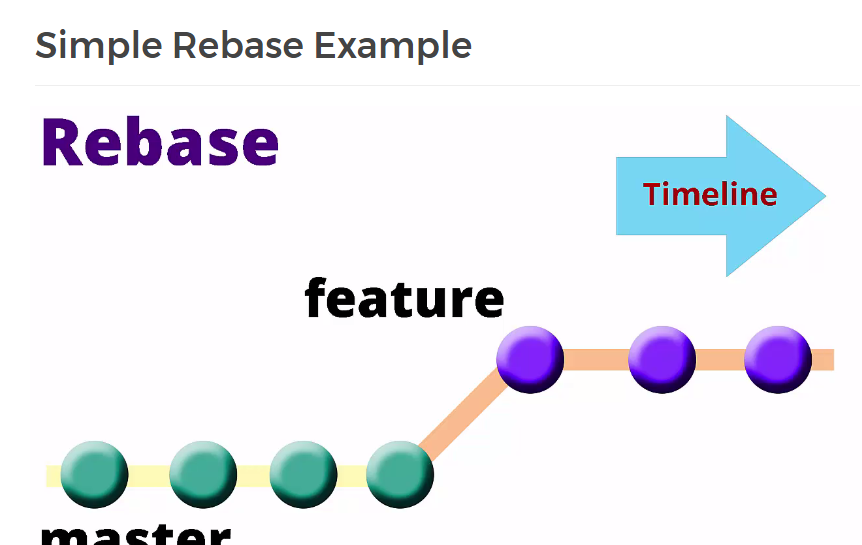 Simple Rebase Example
Rebase
Timeline
feature
master